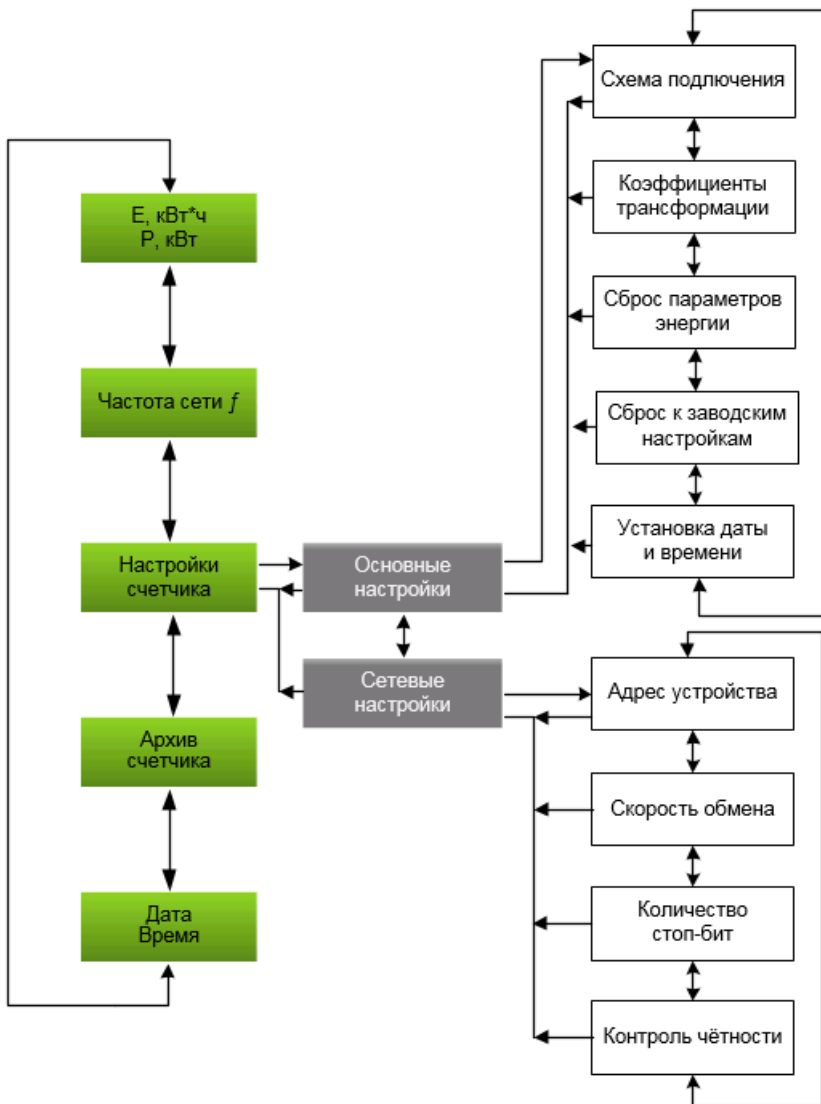 E, кВт*ч
P, кВт
Частота сети ƒ
Настройки
счетчика
Архив
счетчика
Дата
Время
Основные
настройки
Сетевые
настройки
Схема подлючения
Коэффициенты
трансформации
Сброс параметров
энергии
Сброс к заводским
настройкам
Установка даты
и времени
Адрес устройства
Скорость обмена
Количество
стоп-бит
Контроль чётности